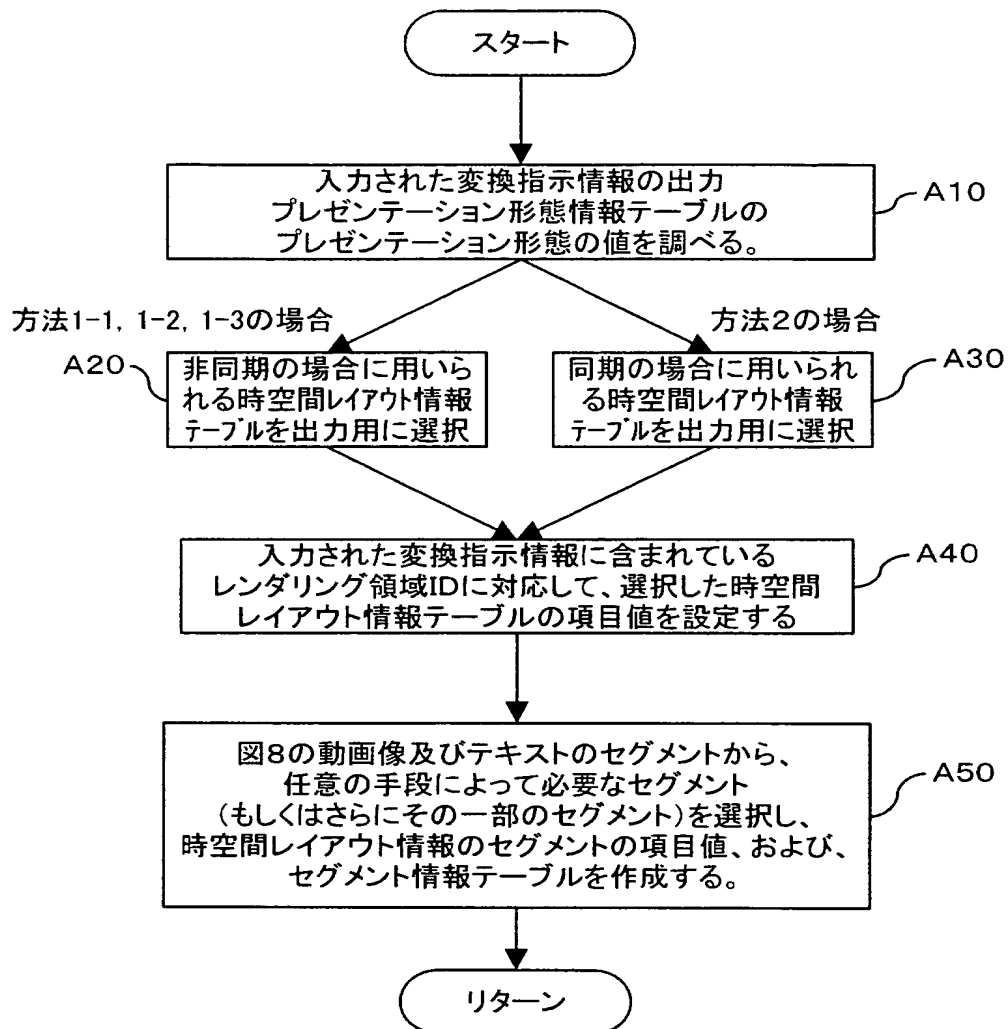 スタート
入力された変換指示情報の出力
プレゼンテーション形態情報テーブルの
プレゼンテーション形態の値を調べる。
A10
方法1-1, 1-2, 1-3の場合
方法2の場合
A20
非同期の場合に用いら
れる時空間レイアウト情報
テーブルを出力用に選択
同期の場合に用いられ
る時空間レイアウト情報
テーブルを出力用に選択
A30
入力された変換指示情報に含まれている
レンダリング領域IDに対応して、選択した時空間
レイアウト情報テーブルの項目値を設定する
A40
図8の動画像及びテキストのセグメントから、
任意の手段によって必要なセグメント
(もしくはさらにその一部のセグメント)を選択し、
時空間レイアウト情報のセグメントの項目値、および、
セグメント情報テーブルを作成する。
A50
リターン